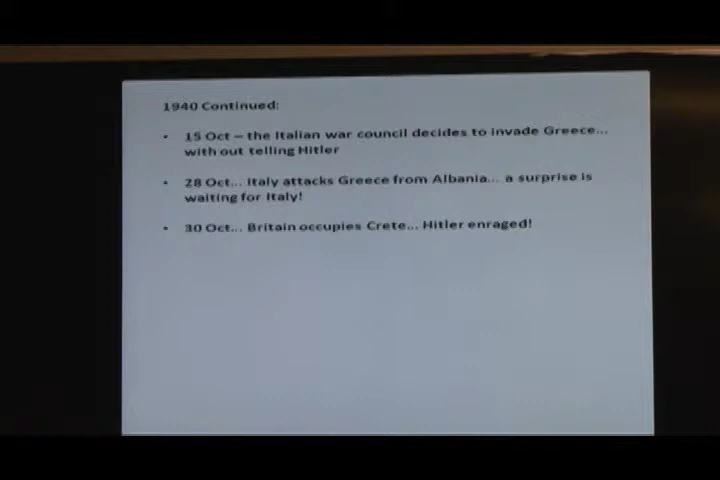 1940 Continued:
• 15 Oct – the Italian war council decides to invade Greece...
with out telling Hitler
• 28 Oct... Italy attacks Greece from Albania... a surprise is
waiting for Italy!
• 30 Oct... Britain occupies Crete... Hitler enraged!